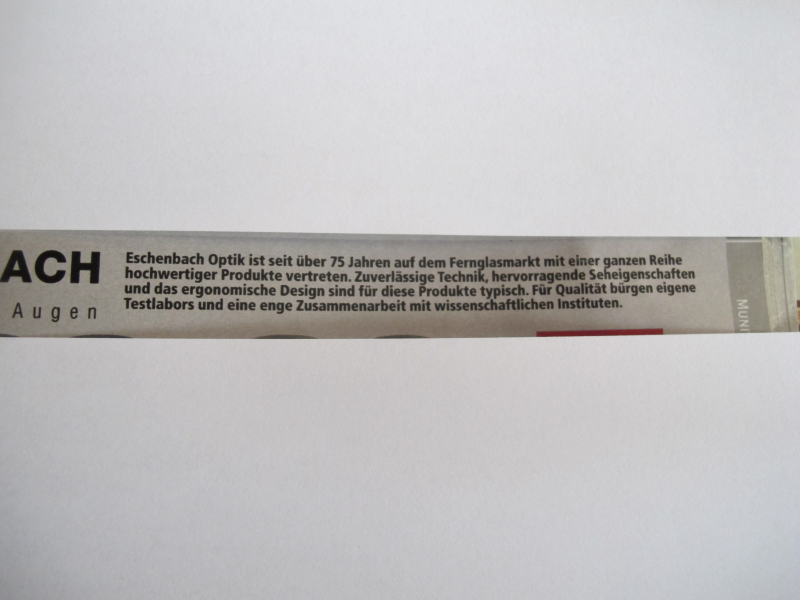 ACH
Augen
Eschenbach Optik ist seit über 75 Jahren auf dem Fernglasmarkt mit einer ganzen Reihe
hochwertiger Produkte vertreten. Zuverlässige Technik, hervorragende Seheigenschaften
und das ergonomische Design sind für diese Produkte typisch. Für Qualität bürgen eigene
Testlabors und eine enge Zusammenarbeit mit wissenschaftlichen Instituten.
MUNI